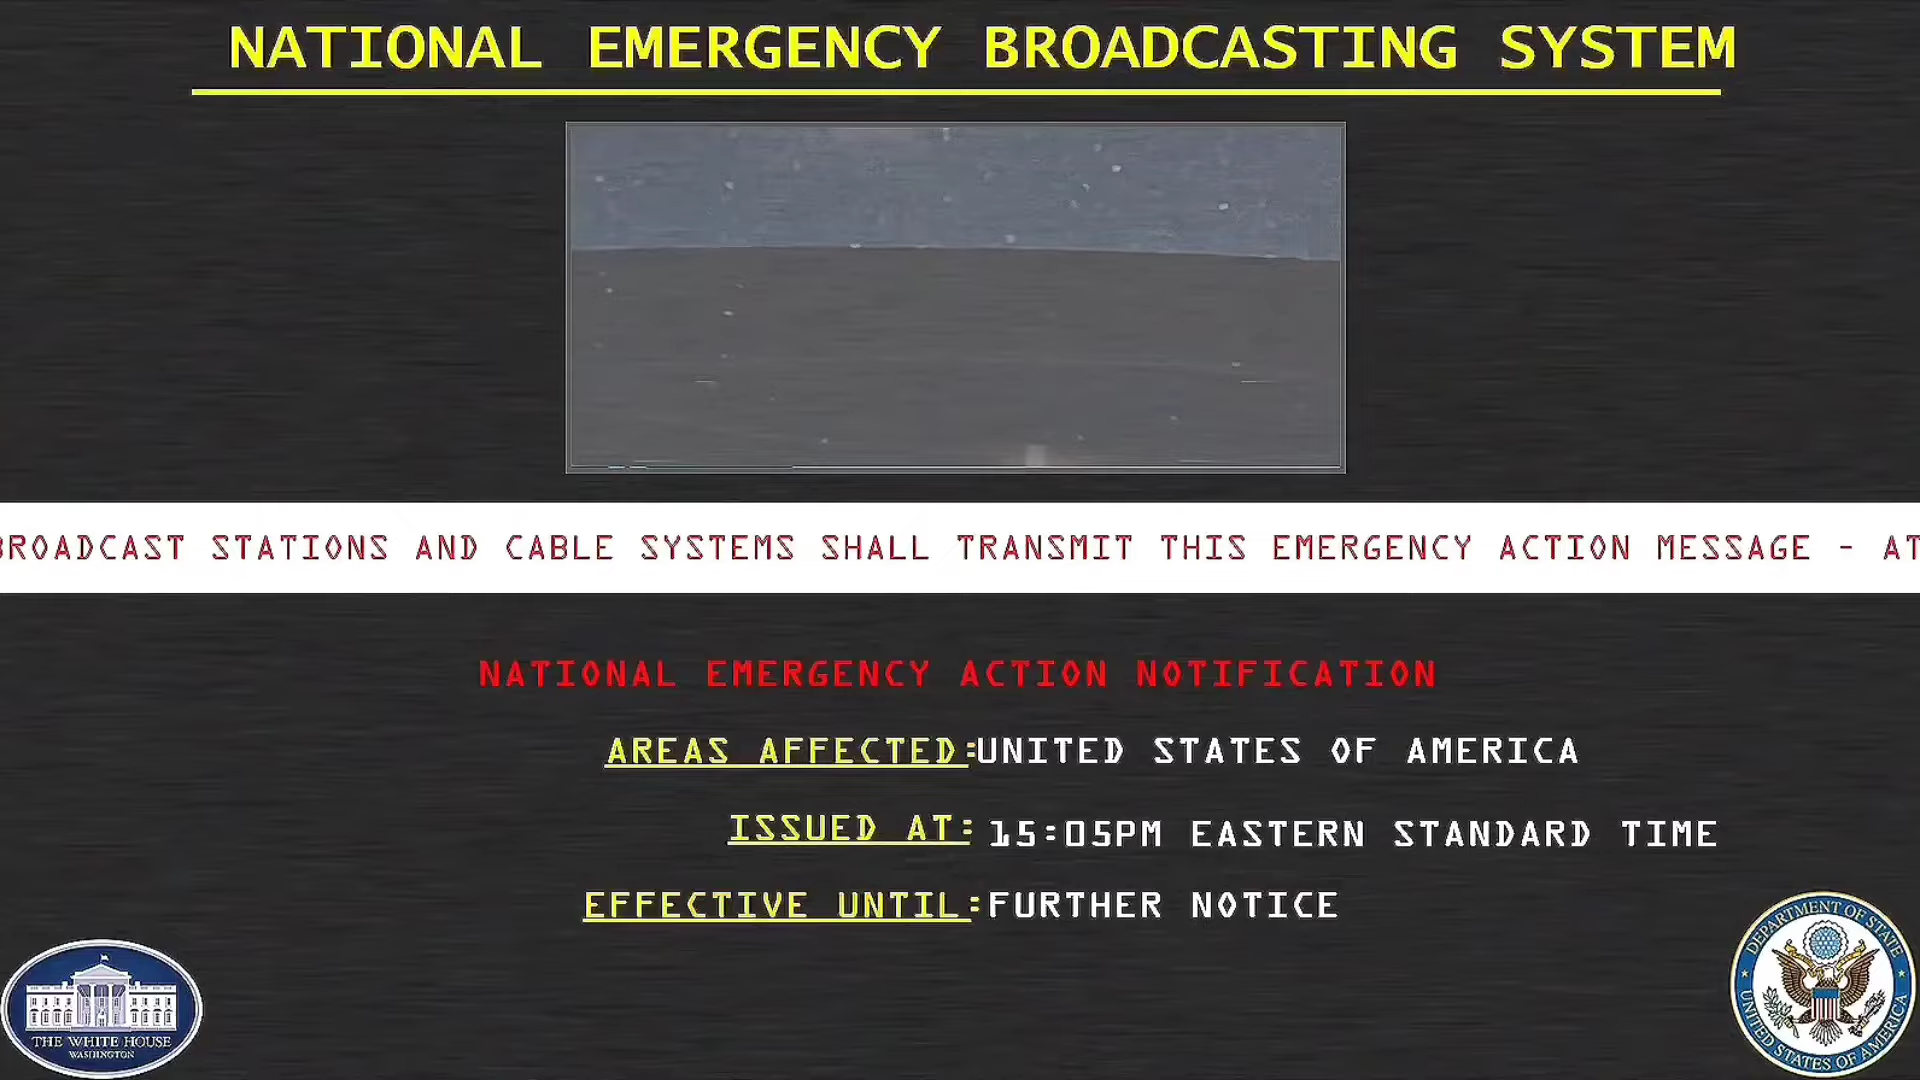 NATIONAL EMERGENCY BROADCASTING SYSTEM
BROADCAST STATIONS AND CABLE SYSTEMS SHALL TRANSMIT THIS EMERGENCY ACTION MESSAGE - AT
NATIONAL EMERGENCY ACTION NOTIFICATION
AREAS AFFECTED:UNITED STATES OF AMERICA
ISSUED AT: 15:05PM EASTERN STANDARD TIME
EFFECTIVE UNTIL:FURTHER NOTICE
THE WHITE HOUSE
WASHINGTON
DEPARTMENT OF STATE
UNITED STATES OF AMERICA